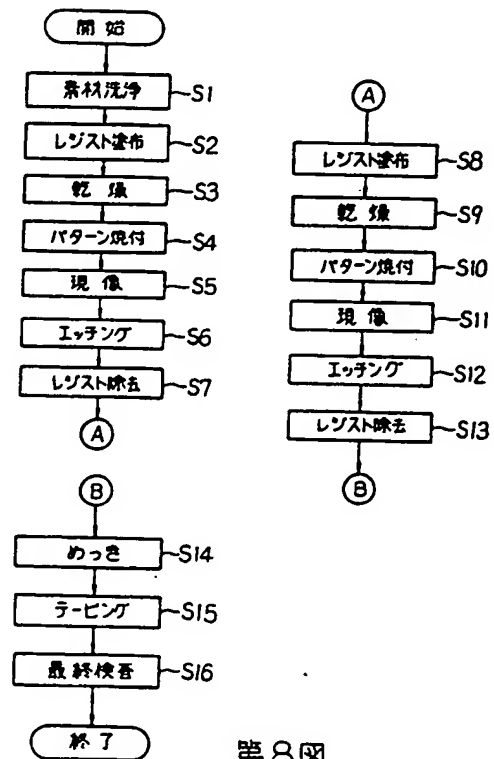 開始
素材洗浄 S1
レジスト塗布 S2
乾燥 S3
パターン焼付 S4
現像 S5
エッチング S6
レジスト除去 S7
A
A
レジスト塗布 S8
乾燥 S9
パターン焼付 S10
現像 S11
エッチング S12
レジスト除去 S13
B
B
めっき S14
テーピング S15
最終検査 S16
終了
第8図